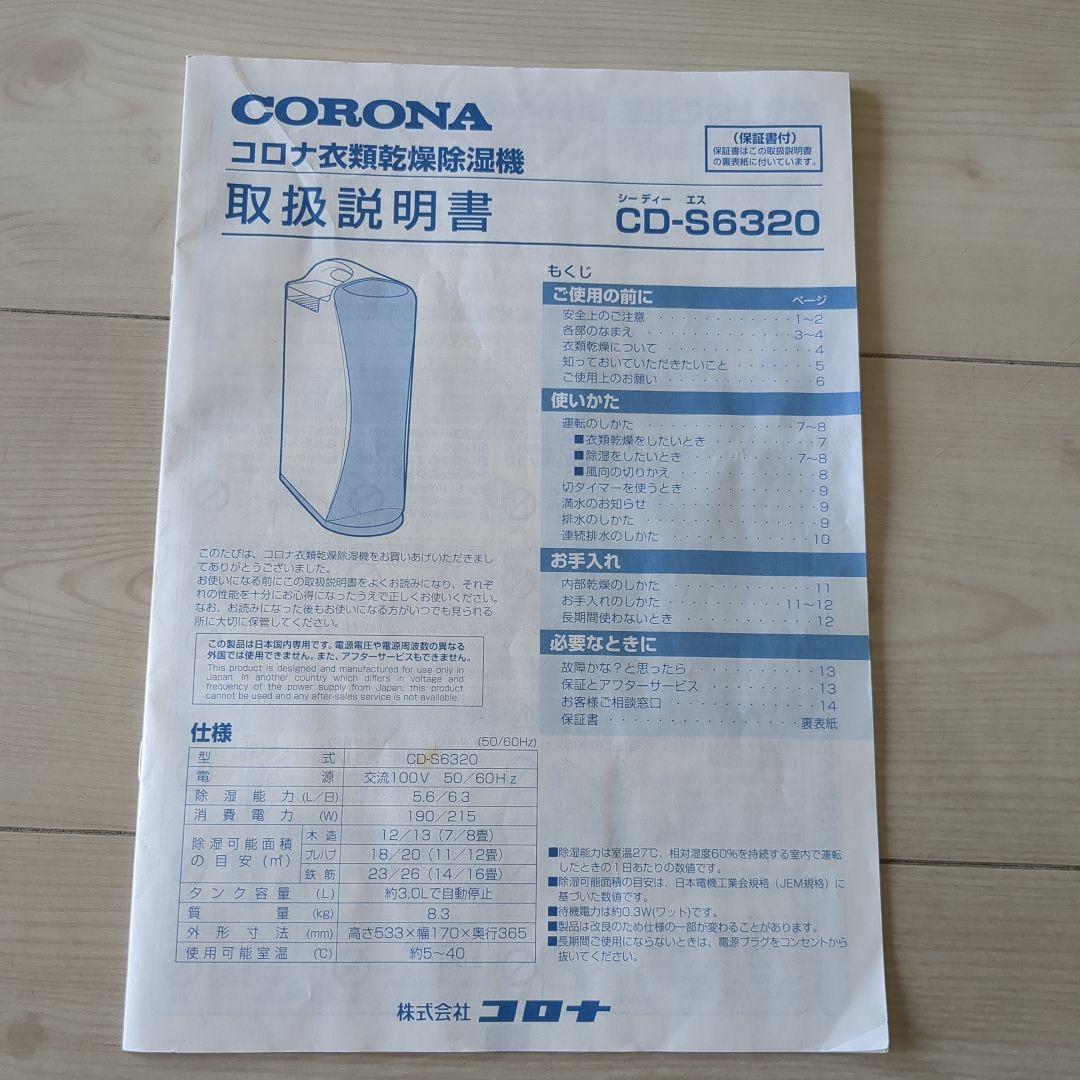 CORONA
コロナ衣類乾燥除湿機
取扱説明書
(保証書付)
保証書はこの取扱説明書
の裏表紙に付いています。
シーディー エス
CD-S6320
もくじ
ご使用の前に ページ
安全上のご注意 ・・・・・・・・・・・ 1～2
各部のなまえ ・・・・・・・・・・・・ 3～4
衣類乾燥について ・・・・・・・・・・・・ 4
知っておいていただきたいこと ・・・・・・・ 5
ご使用上のお願い ・・・・・・・・・・・・ 6
使いかた
運転のしかた ・・・・・・・・・・・・ 7～8
■衣類乾燥をしたいとき ・・・・・・・・・ 7
■除湿をしたいとき ・・・・・・・・・ 7～8
■風向の切りかえ ・・・・・・・・・・・・ 8
切タイマーを使うとき ・・・・・・・・・・ 9
満水のお知らせ ・・・・・・・・・・・・・ 9
排水のしかた ・・・・・・・・・・・・・・ 9
連続排水のしかた ・・・・・・・・・・・ 10
お手入れ
内部乾燥のしかた ・・・・・・・・・・・ 11
お手入れのしかた ・・・・・・・・・ 11～12
長期間使わないとき ・・・・・・・・・・ 12
必要なときに
故障かな？と思ったら ・・・・・・・・・ 13
保証とアフターサービス ・・・・・・・・ 13
お客様ご相談窓口 ・・・・・・・・・・・ 14
保証書 ・・・・・・・・・・・・・・ 裏表紙
このたびは、コロナ衣類乾燥除湿機をお買いあげいただきまし
てありがとうございました。
お使いになる前にこの取扱説明書をよくお読みになり、それぞ
れの性能を十分にお心得になったうえで正しくお使いください。
なお、お読みになった後もお使いになる方がいつでも見られる
所に大切に保管してください。
この製品は日本国内専用です。電源電圧や電源周波数の異なる
外国では使用できません。また、アフターサービスもできません。
This product is designed and manufactured for use only in
Japan. In another country which differs in voltage and
frequency of the power supply from Japan, this product
cannot be used and any after-sales service is not available.
仕様 (50/60Hz)
型式 CD-S6320
電源 交流100V 50／60Hz
除湿能力 (L／日) 5.6／6.3
消費電力 (W) 190／215
除湿可能面積
の目安 (㎡)
木造 12／13 (7／8畳)
プレハブ 18／20 (11／12畳)
鉄筋 23／26 (14／16畳)
タンク容量 (L) 約3.0Lで自動停止
質量 (kg) 8.3
外形寸法 (mm) 高さ533×幅170×奥行365
使用可能室温 (℃) 約5～40
■除湿能力は室温27℃、相対湿度60％を持続する室内で運転
したときの1日あたりの数値です。
■除湿可能面積の目安は、日本電機工業会規格（JEM規格）に
基づいた数値です。
■待機電力は約0.3W(ワット)です。
■製品は改良のため仕様の一部が変わることがあります。
■長期間ご使用にならないときは、電源プラグをコンセントから
抜いてください。
株式会社 コロナ